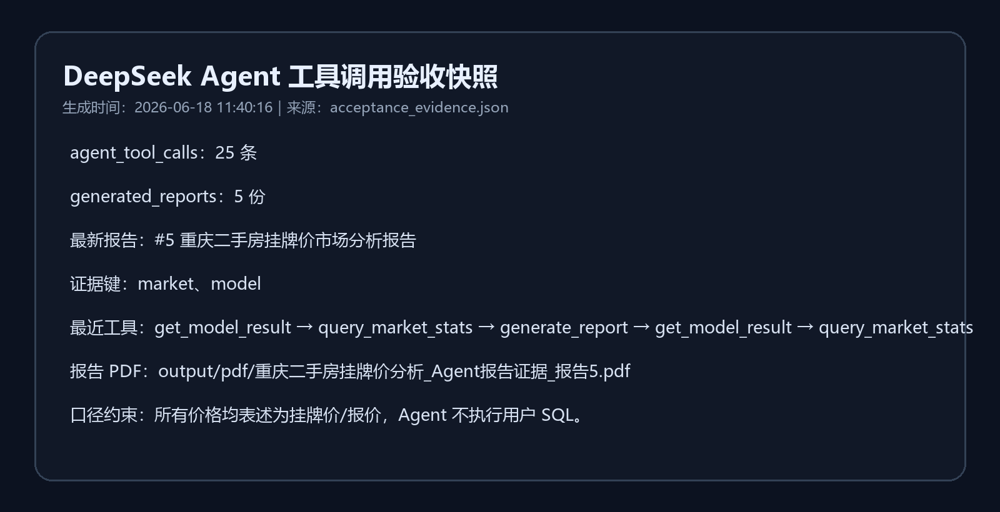 DeepSeek Agent 工具调用验收快照
生成时间：2026-06-18 11:40:16 | 来源：acceptance_evidence.json
agent_tool_calls：25 条
generated_reports：5 份
最新报告：#5 重庆二手房挂牌价市场分析报告
证据键：market、model
最近工具：get_model_result → query_market_stats → generate_report → get_model_result → query_market_stats
报告 PDF：output/pdf/重庆二手房挂牌价分析_Agent报告证据_报告5.pdf
口径约束：所有价格均表述为挂牌价/报价，Agent 不执行用户 SQL。